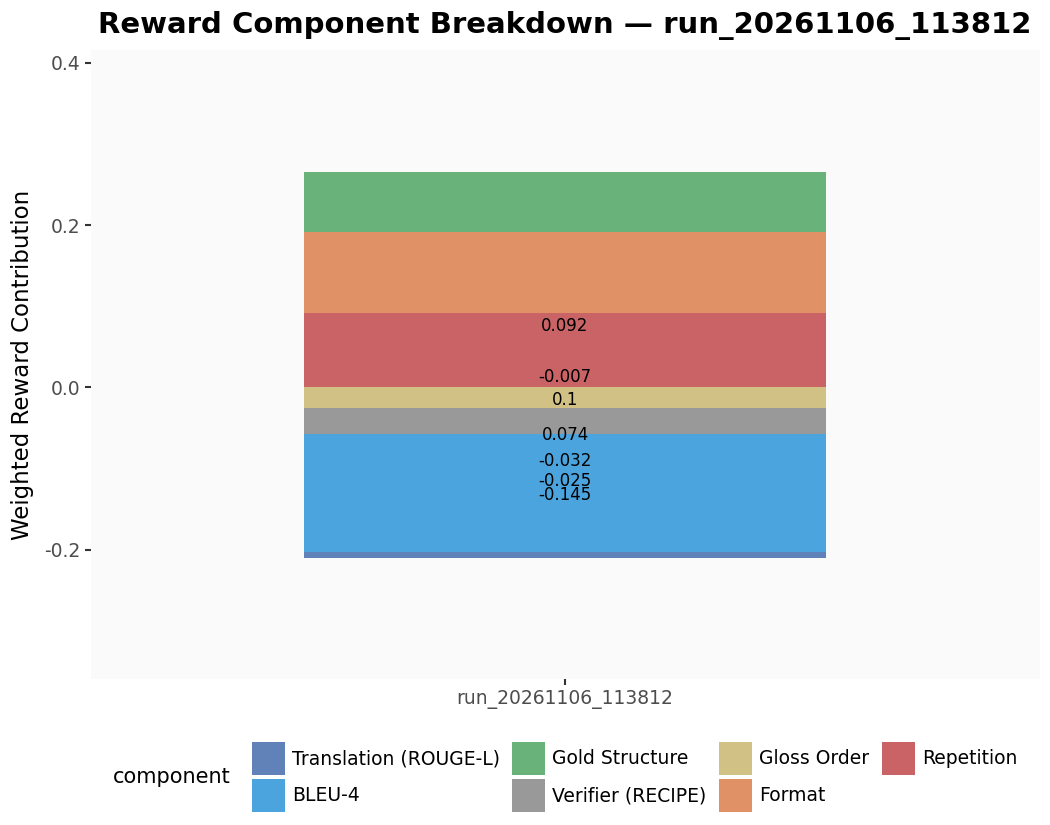 Reward Component Breakdown — run_20261106_113812
Weighted Reward Contribution
0.4
0.2
0.0
-0.2
0.092
-0.007
0.1
0.074
-0.032
-0.025
-0.145
run_20261106_113812
component
Translation (ROUGE-L)
BLEU-4
Gold Structure
Verifier (RECIPE)
Gloss Order
Format
Repetition